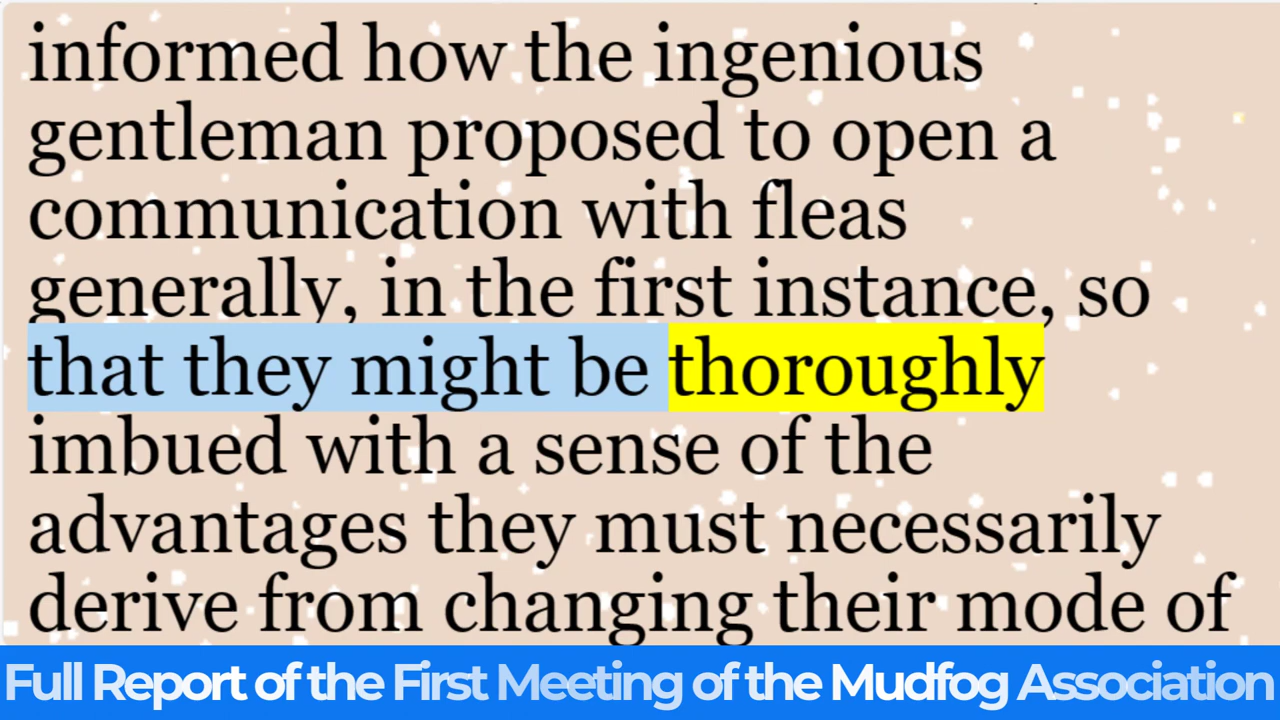 informed how the ingenious
gentleman proposed to open a
communication with fleas
generally, in the first instance, so
that they might be thoroughly
imbued with a sense of the
advantages they must necessarily
derive from changing their mode of
Full Report of the First Meeting of the Mudfog Association